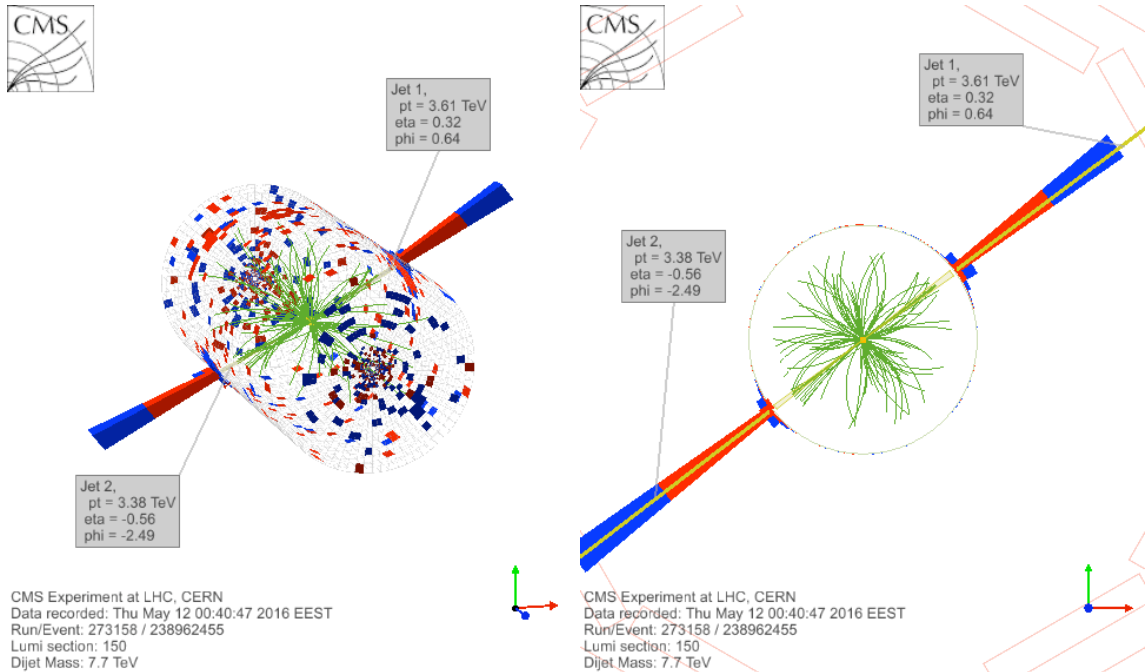 CMS
Jet 1,
pt = 3.61 TeV
eta = 0.32
phi = 0.64
Jet 2,
pt = 3.38 TeV
eta = -0.56
phi = -2.49
CMS Experiment at LHC, CERN
Data recorded: Thu May 12 00:40:47 2016 EEST
Run/Event: 273158 / 238962455
Lumi section: 150
Dijet Mass: 7.7 TeV
CMS
Jet 1,
pt = 3.61 TeV
eta = 0.32
phi = 0.64
Jet 2,
pt = 3.38 TeV
eta = -0.56
phi = -2.49
CMS Experiment at LHC, CERN
Data recorded: Thu May 12 00:40:47 2016 EEST
Run/Event: 273158 / 238962455
Lumi section: 150
Dijet Mass: 7.7 TeV